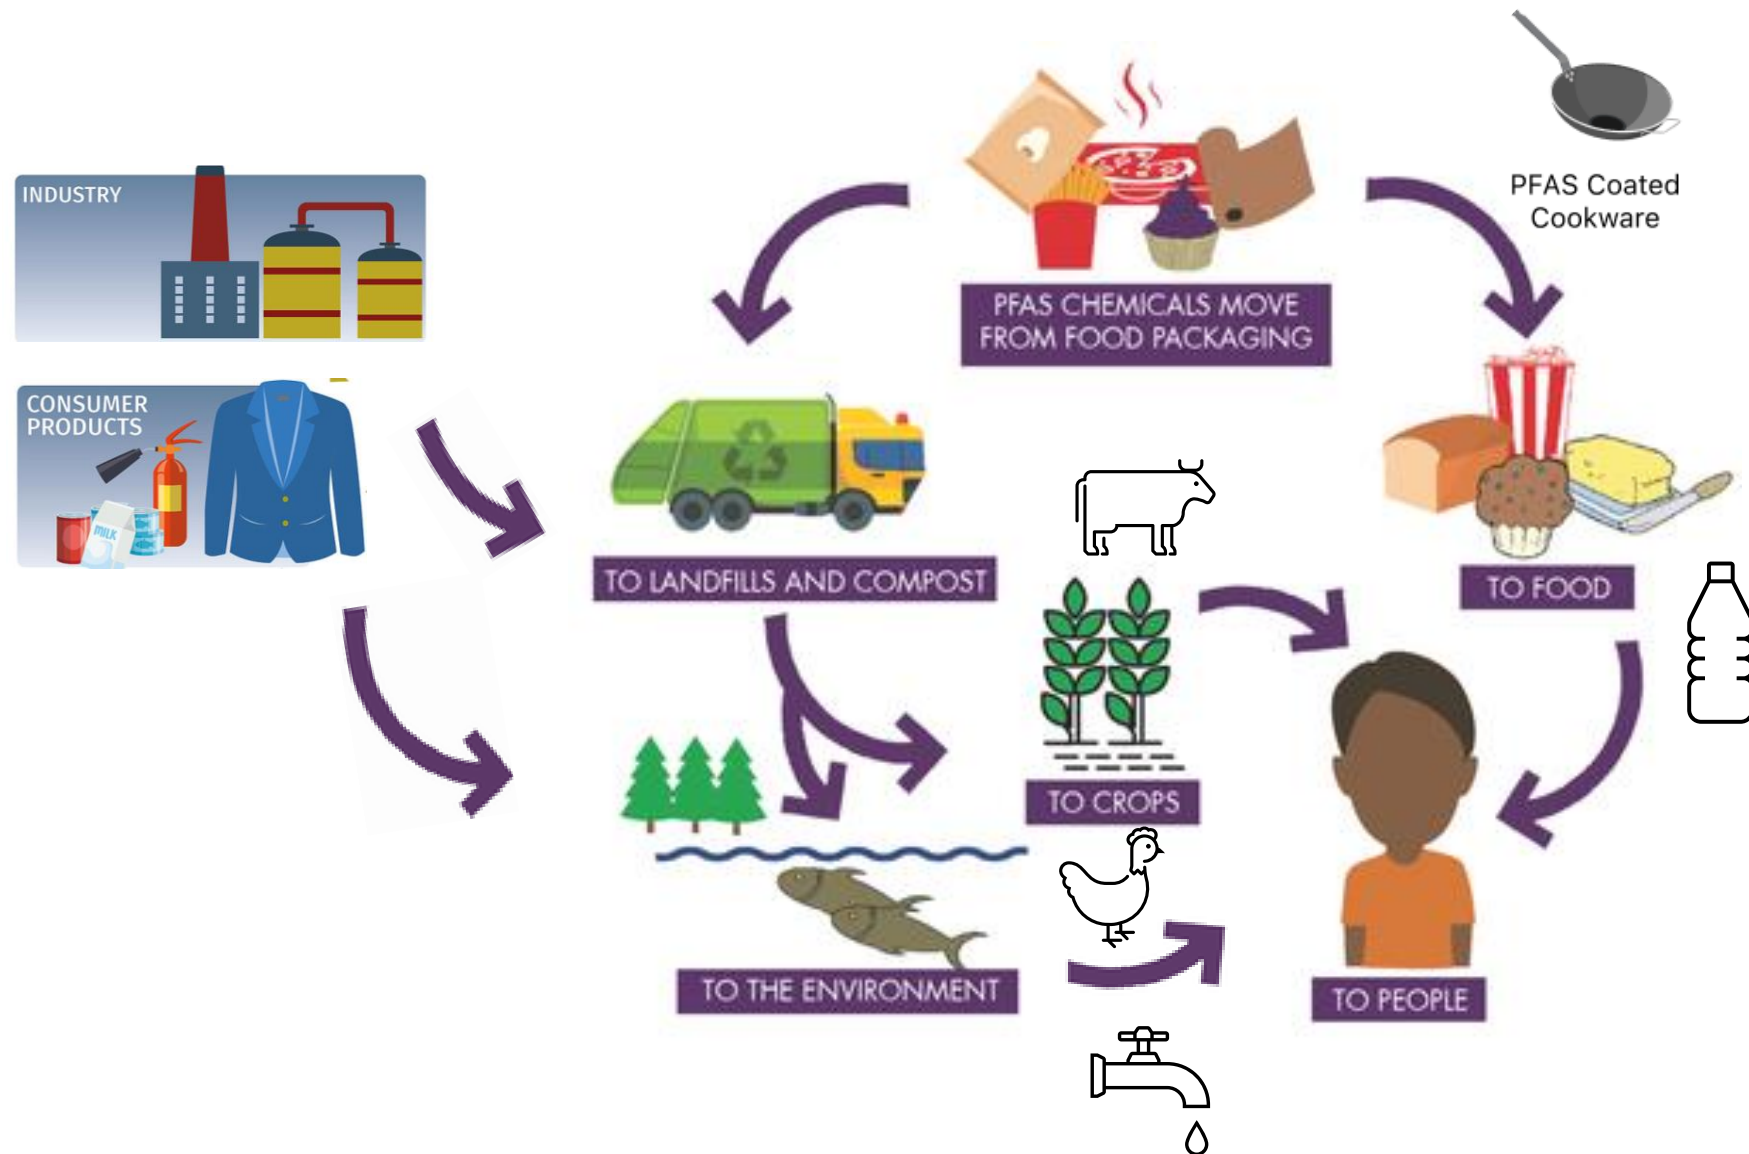 INDUSTRY
CONSUMER
PRODUCTS
MILK
PFAS CHEMICALS MOVE
FROM FOOD PACKAGING
PFAS Coated
Cookware
TO LANDFILLS AND COMPOST
TO FOOD
TO CROPS
TO THE ENVIRONMENT
TO PEOPLE